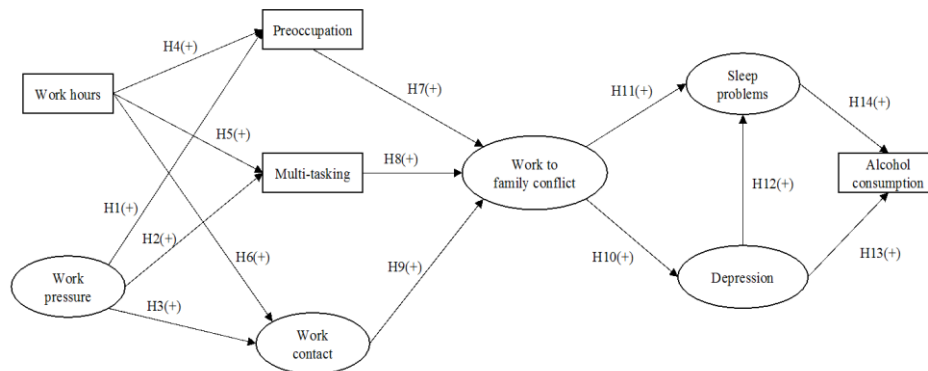 Preoccupation
H4(+)
Work hours
H7(+)
H5(+)
Multi-tasking
H8(+)
H1(+)
H2(+)
H6(+)
Work
pressure
H3(+)
Work
contact
H9(+)
Work to
family conflict
H11(+)
Sleep
problems
H14(+)
H12(+)
Alcohol
consumption
H10(+)
Depression
H13(+)